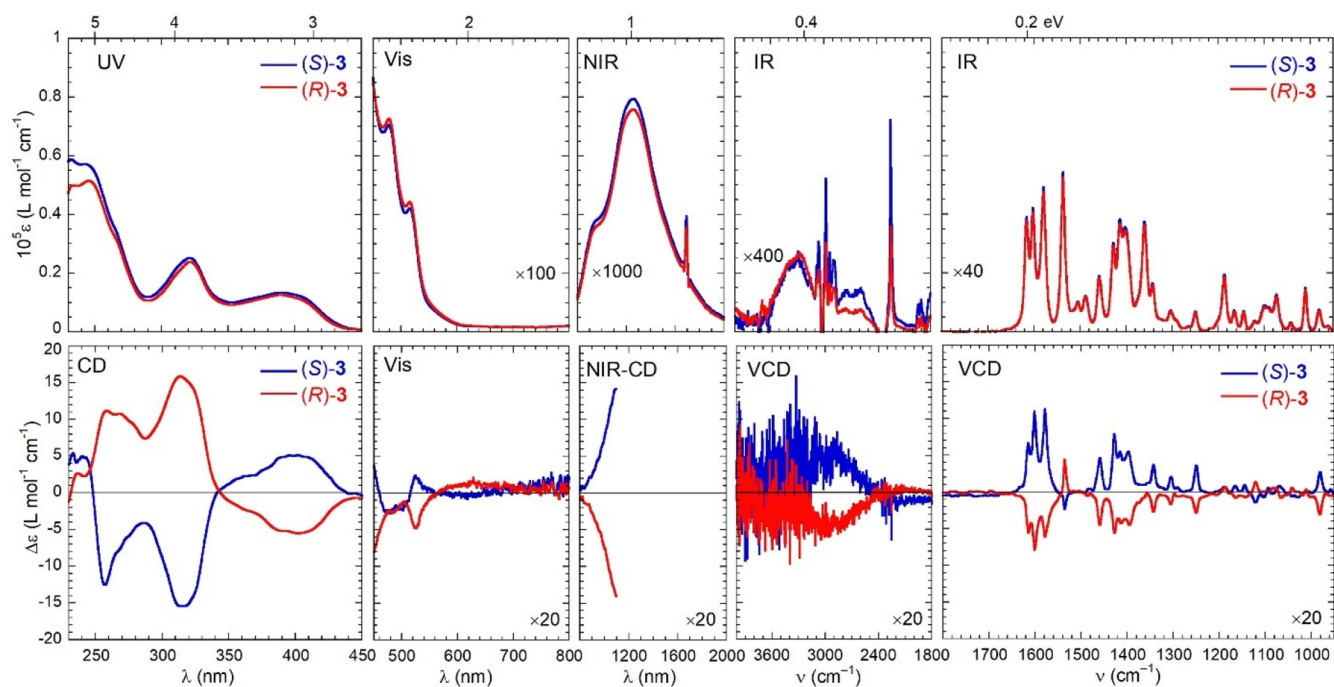 5 4 3 2 1 0.4 0.2 eV
UV Vis NIR IR IR
(S)-3 (S)-3
(R)-3 (R)-3
1
0.8
0.6
0.4
0.2
0
10⁵ε (L mol⁻¹ cm⁻¹)
×100 ×1000 ×400 ×40
CD Vis NIR-CD VCD VCD
(S)-3 (S)-3
(R)-3 (R)-3
20
15
10
5
0
-5
-10
-15
-20
Δε (L mol⁻¹ cm⁻¹)
×20 ×20 ×20 ×20
250 300 350 400 450 500 600 700 800 1200 1600 2000 3600 3000 2400 1800 1700 1600 1500 1400 1300 1200 1100 1000
λ (nm) λ (nm) λ (nm) ν (cm⁻¹) ν (cm⁻¹)